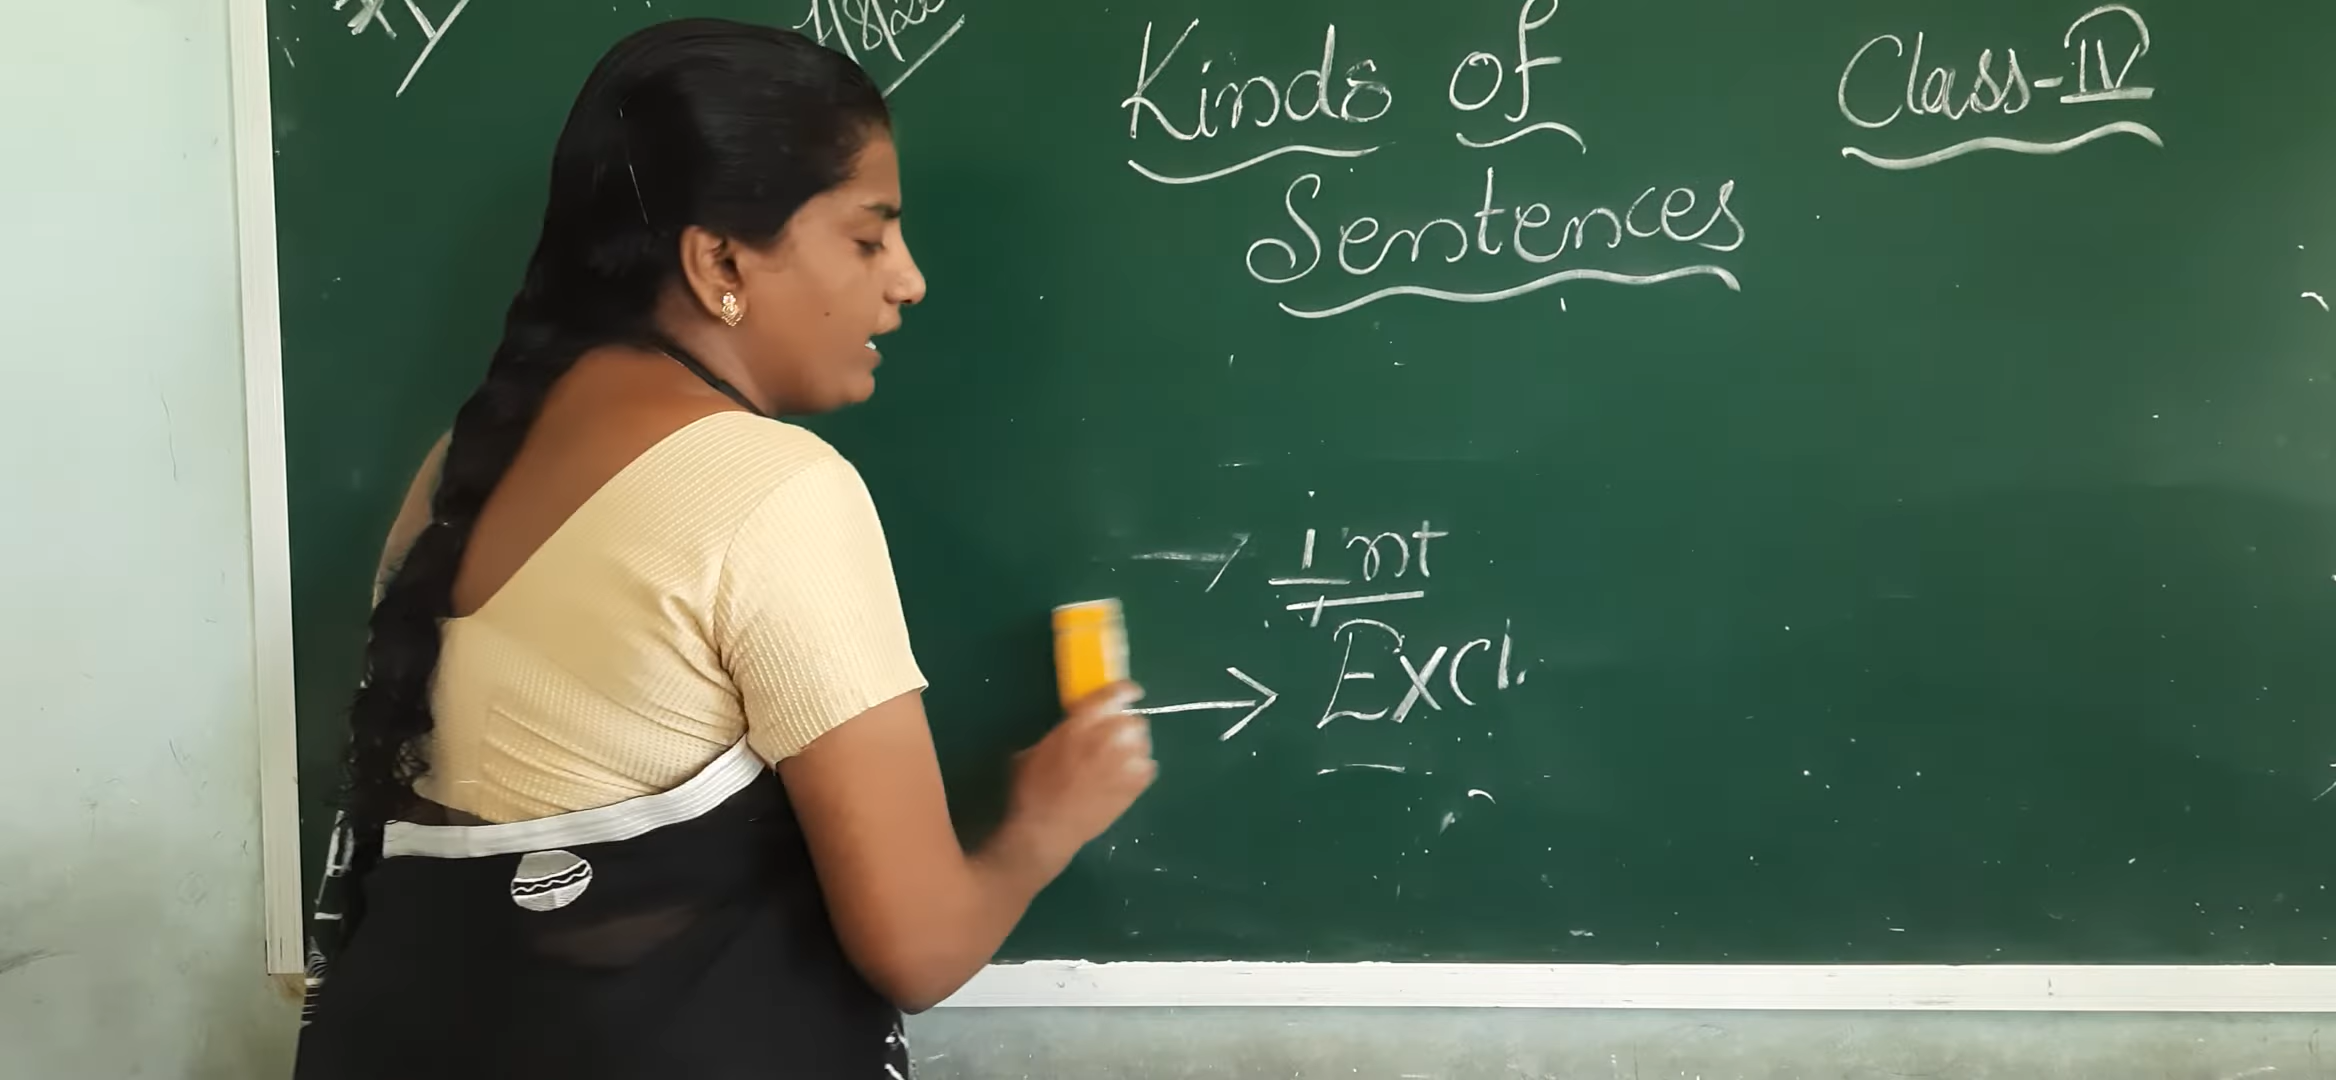 Kinds of
Class-IV
Sentences
→ Int
→ Excl.